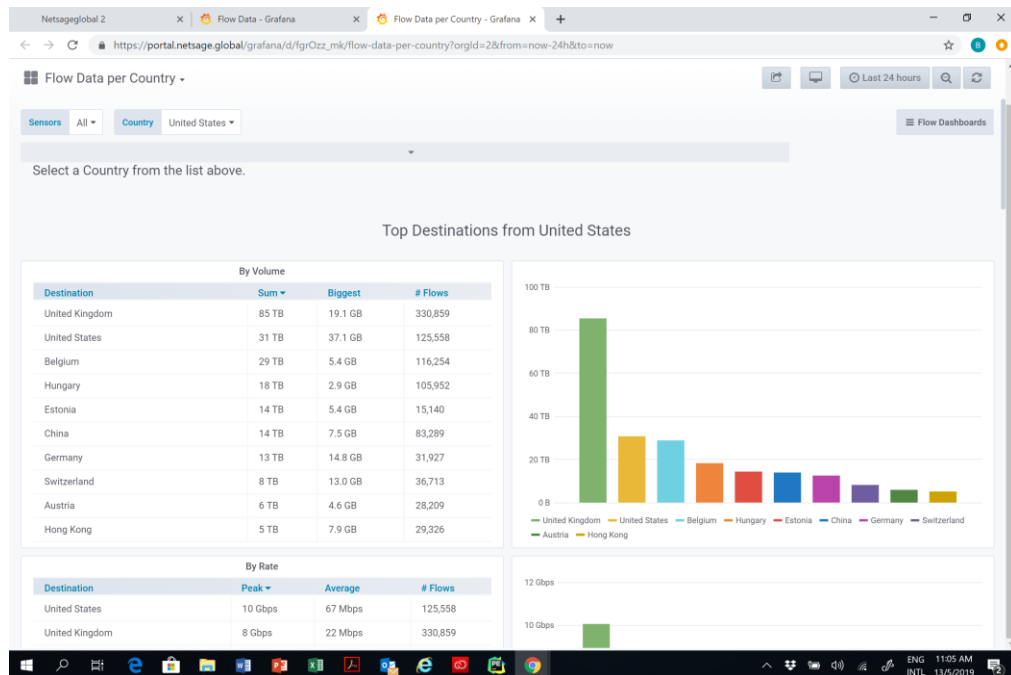 Netsageglobal 2 Flow Data - Grafana Flow Data per Country - Grafana
https://portal.netsage.global/grafana/d/fgrOzz_mk/flow-data-per-country?orgId=2&from=now-24h&to=now B
Flow Data per Country Last 24 hours
Sensors All Country United States Flow Dashboards
Select a Country from the list above.
Top Destinations from United States
By Volume
Destination Sum Biggest # Flows
United Kingdom 85 TB 19.1 GB 330,859
United States 31 TB 37.1 GB 125,558
Belgium 29 TB 5.4 GB 116,254
Hungary 18 TB 2.9 GB 105,952
Estonia 14 TB 5.4 GB 15,140
China 14 TB 7.5 GB 83,289
Germany 13 TB 14.8 GB 31,927
Switzerland 8 TB 13.0 GB 36,713
Austria 6 TB 4.6 GB 28,209
Hong Kong 5 TB 7.9 GB 29,326
100 TB
80 TB
60 TB
40 TB
20 TB
0 B
United Kingdom United States Belgium Hungary Estonia China Germany Switzerland
Austria Hong Kong
By Rate
Destination Peak Average # Flows
United States 10 Gbps 67 Mbps 125,558
United Kingdom 8 Gbps 22 Mbps 330,859
12 Gbps
10 Gbps
ENG 11:05 AM
INTL 13/5/2019